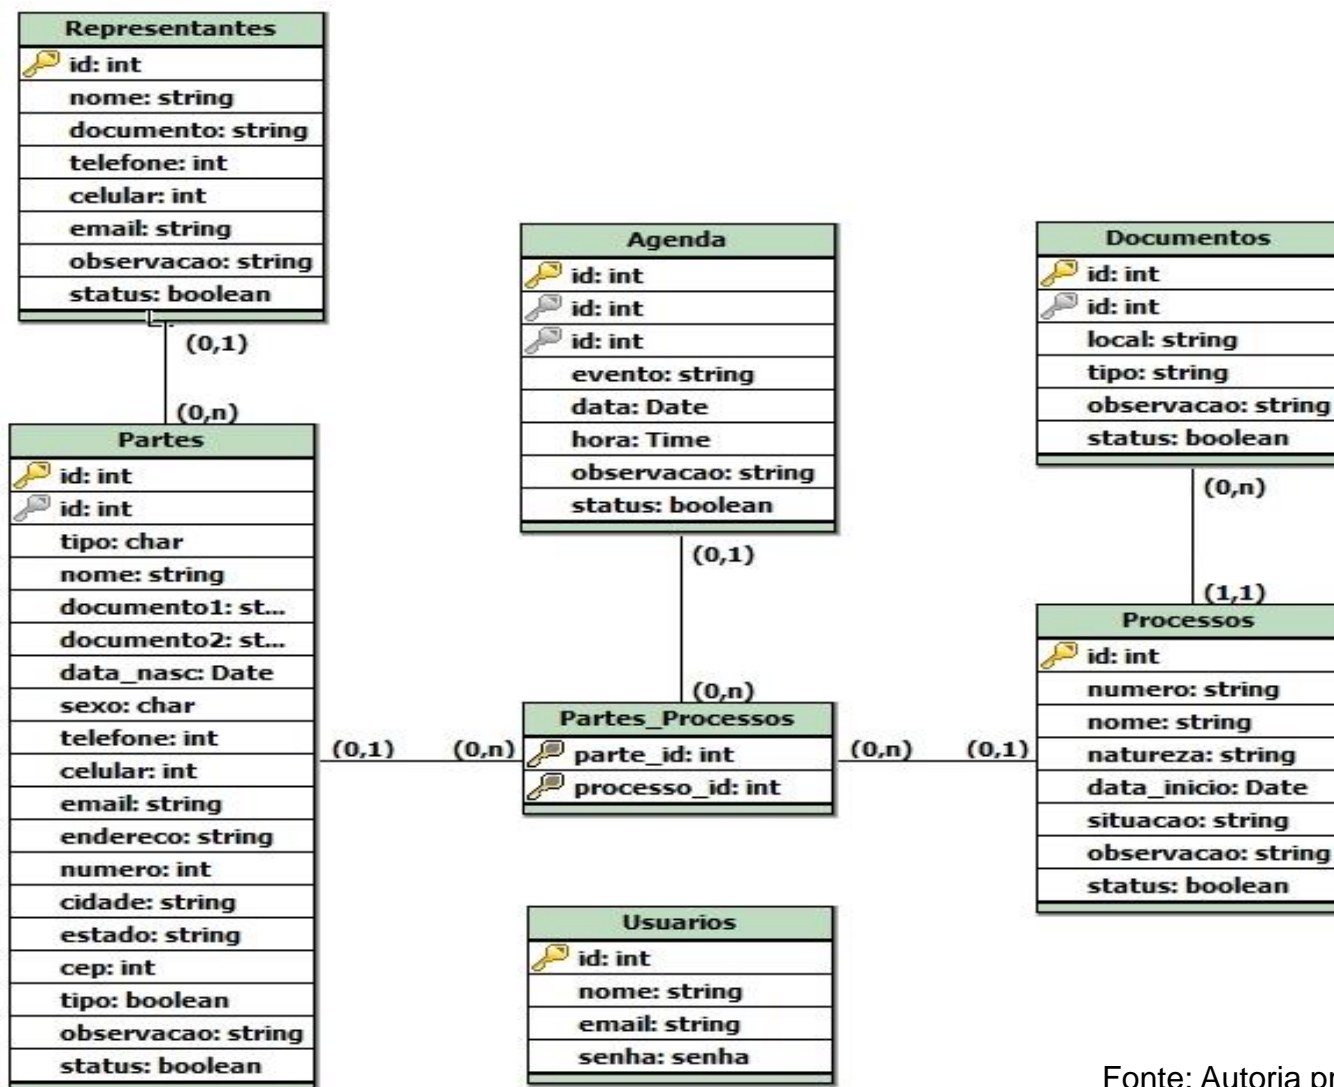 Representantes
id: int
nome: string
documento: string
telefone: int
celular: int
email: string
observacao: string
status: boolean
(0,1)
(0,n)
Partes
id: int
id: int
tipo: char
nome: string
documento1: st...
documento2: st...
data_nasc: Date
sexo: char
telefone: int
celular: int
email: string
endereco: string
numero: int
cidade: string
estado: string
cep: int
tipo: boolean
observacao: string
status: boolean
(0,1)
(0,n)
Agenda
id: int
id: int
id: int
evento: string
data: Date
hora: Time
observacao: string
status: boolean
(0,1)
(0,n)
Partes_Processos
parte_id: int
processo_id: int
(0,n)
(0,1)
Usuarios
id: int
nome: string
email: string
senha: senha
Documentos
id: int
id: int
local: string
tipo: string
observacao: string
status: boolean
(0,n)
(1,1)
Processos
id: int
numero: string
nome: string
natureza: string
data_inicio: Date
situacao: string
observacao: string
status: boolean
Fonte: Autoria pr